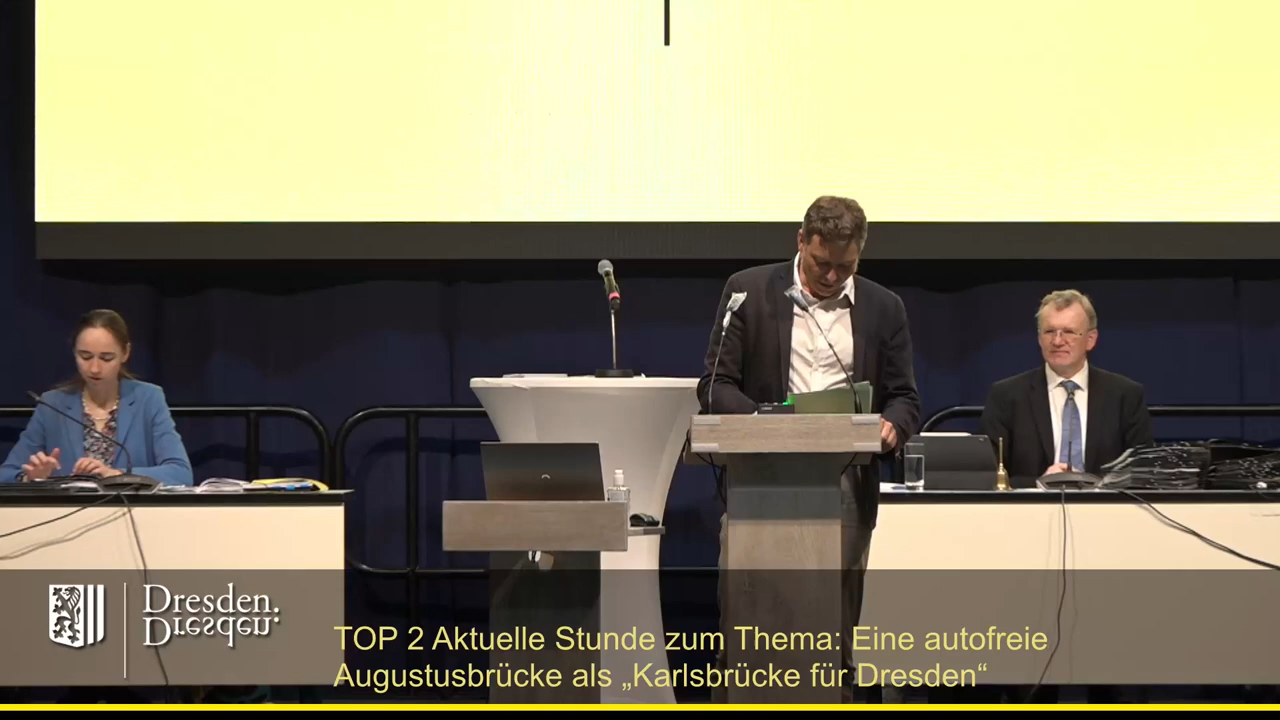 Dresden.
Dresden.
TOP 2 Aktuelle Stunde zum Thema: Eine autofreie
Augustusbrücke als „Karlsbrücke für Dresden“